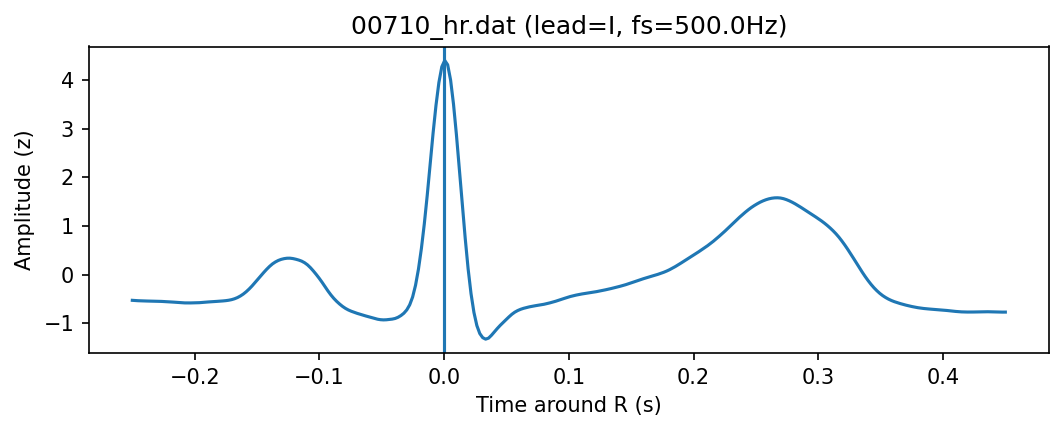 00710_hr.dat (lead=I, fs=500.0Hz)
Amplitude (z)
4
3
2
1
0
−1
−0.2 −0.1 0.0 0.1 0.2 0.3 0.4
Time around R (s)